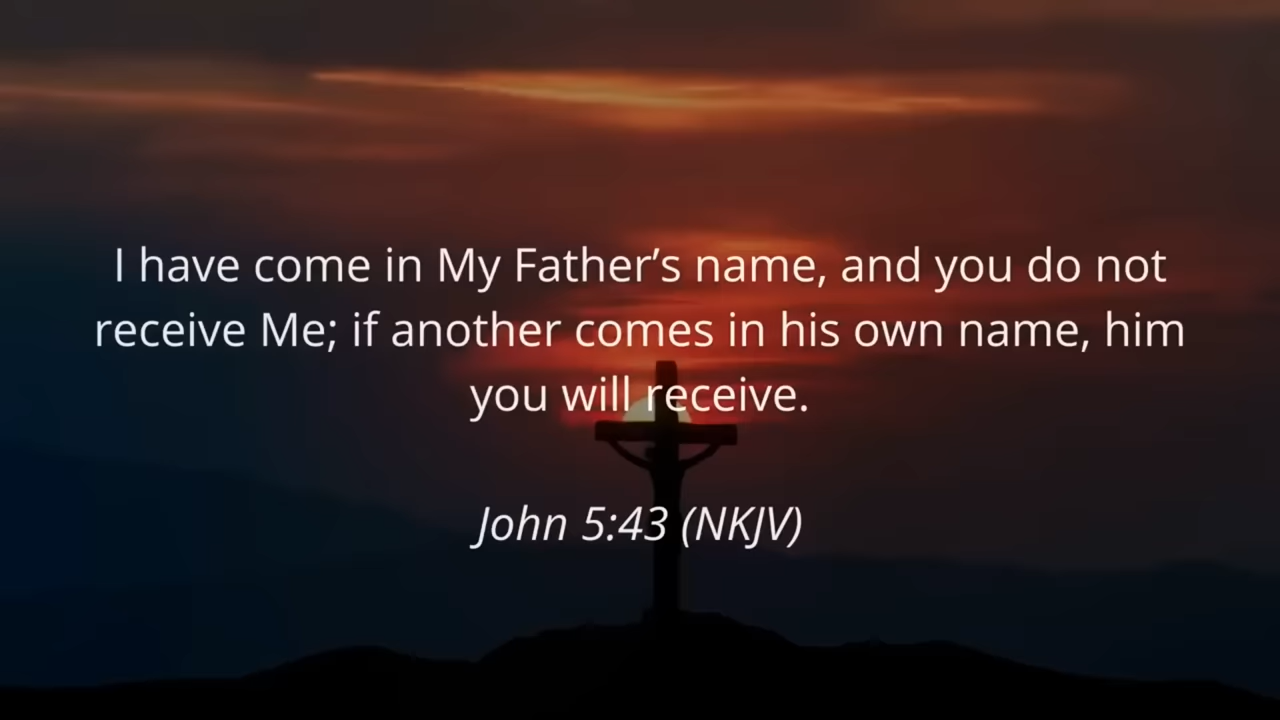 I have come in My Father’s name, and you do not
receive Me; if another comes in his own name, him
you will receive.
John 5:43 (NKJV)